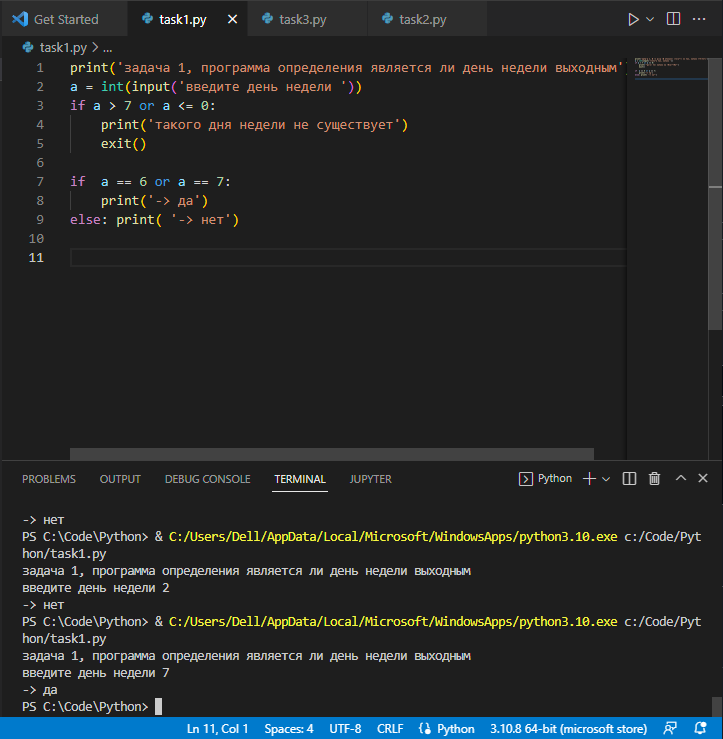 Get Started task1.py task3.py task2.py
task1.py > ...
1 print('задача 1, программа определения является ли день недели выходным'
2 a = int(input('введите день недели '))
3 if a > 7 or a <= 0:
4 print('такого дня недели не существует')
5 exit()
6
7 if  a == 6 or a == 7:
8 print('-> да')
9 else: print( '-> нет')
10
11
PROBLEMS OUTPUT DEBUG CONSOLE TERMINAL JUPYTER Python
-> нет
PS C:\Code\Python> & C:/Users/Dell/AppData/Local/Microsoft/WindowsApps/python3.10.exe c:/Code/Pyt
hon/task1.py
задача 1, программа определения является ли день недели выходным
введите день недели 2
-> нет
PS C:\Code\Python> & C:/Users/Dell/AppData/Local/Microsoft/WindowsApps/python3.10.exe c:/Code/Pyt
hon/task1.py
задача 1, программа определения является ли день недели выходным
введите день недели 7
-> да
PS C:\Code\Python>
Ln 11, Col 1 Spaces: 4 UTF-8 CRLF Python 3.10.8 64-bit (microsoft store)